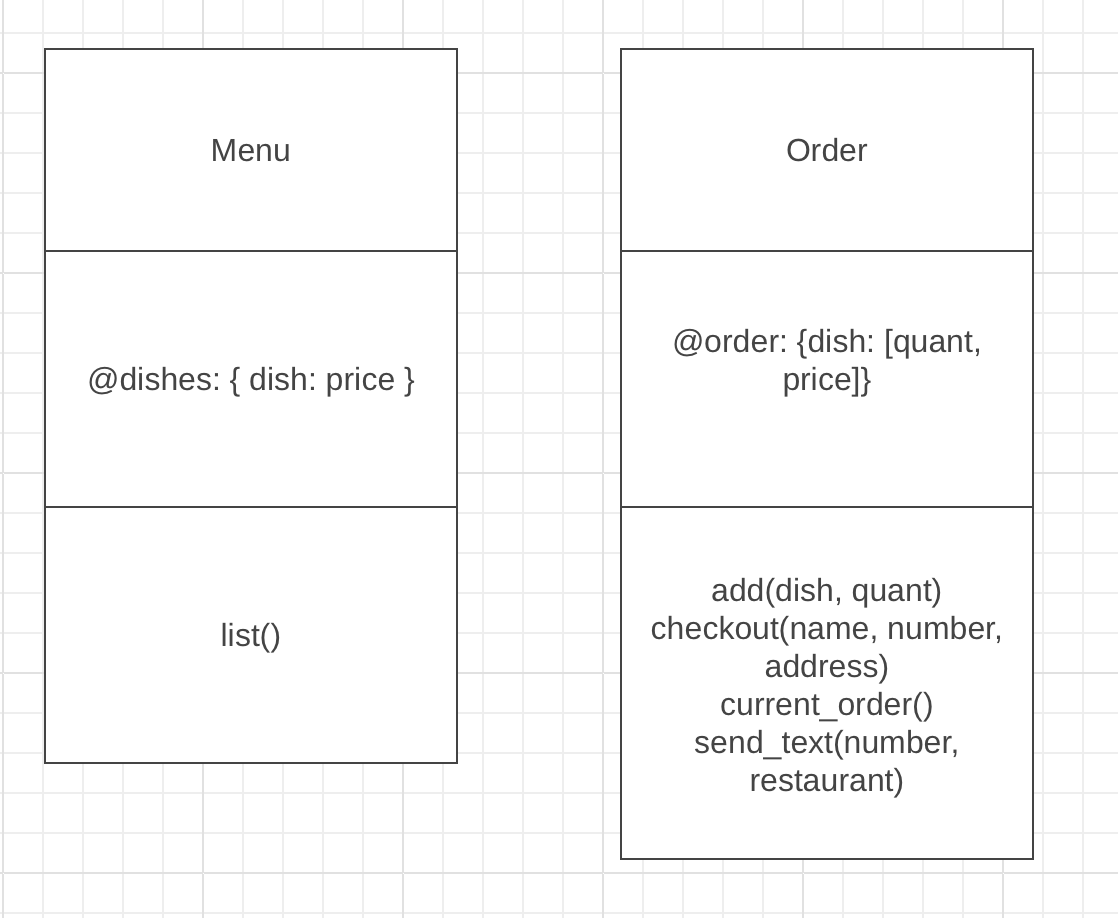 Menu
@dishes: { dish: price }
list()
Order
@order: {dish: [quant,
price]}
add(dish, quant)
checkout(name, number,
address)
current_order()
send_text(number,
restaurant)